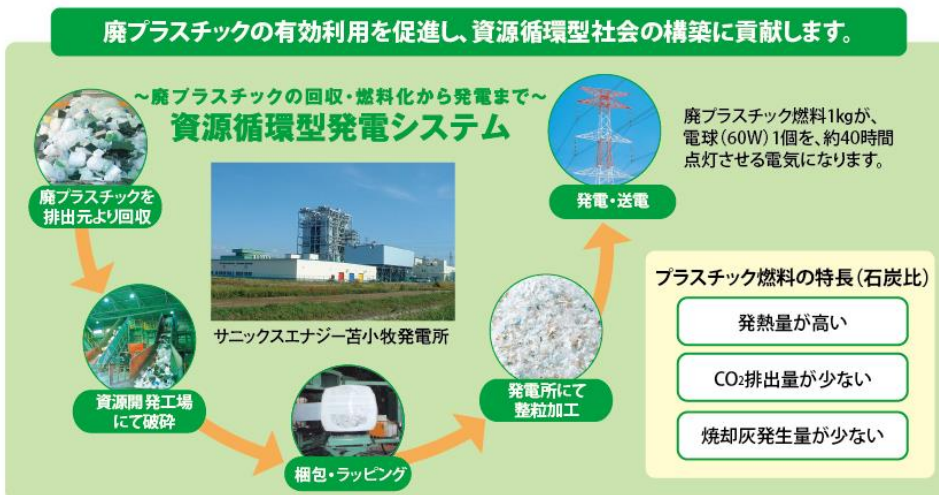 廃プラスチックの有効利用を促進し、資源循環型社会の構築に貢献します。
～廃プラスチックの回収・燃料化から発電まで～
資源循環型発電システム
廃プラスチックを
排出元より回収
資源開発工場
にて破砕
梱包・ラッピング
発電所にて
整粒加工
発電・送電
サニックスエナジー苫小牧発電所
廃プラスチック燃料1kgが、
電球（60W）1個を、約40時間
点灯させる電気になります。
プラスチック燃料の特長（石炭比）
発熱量が高い
CO₂排出量が少ない
焼却灰発生量が少ない